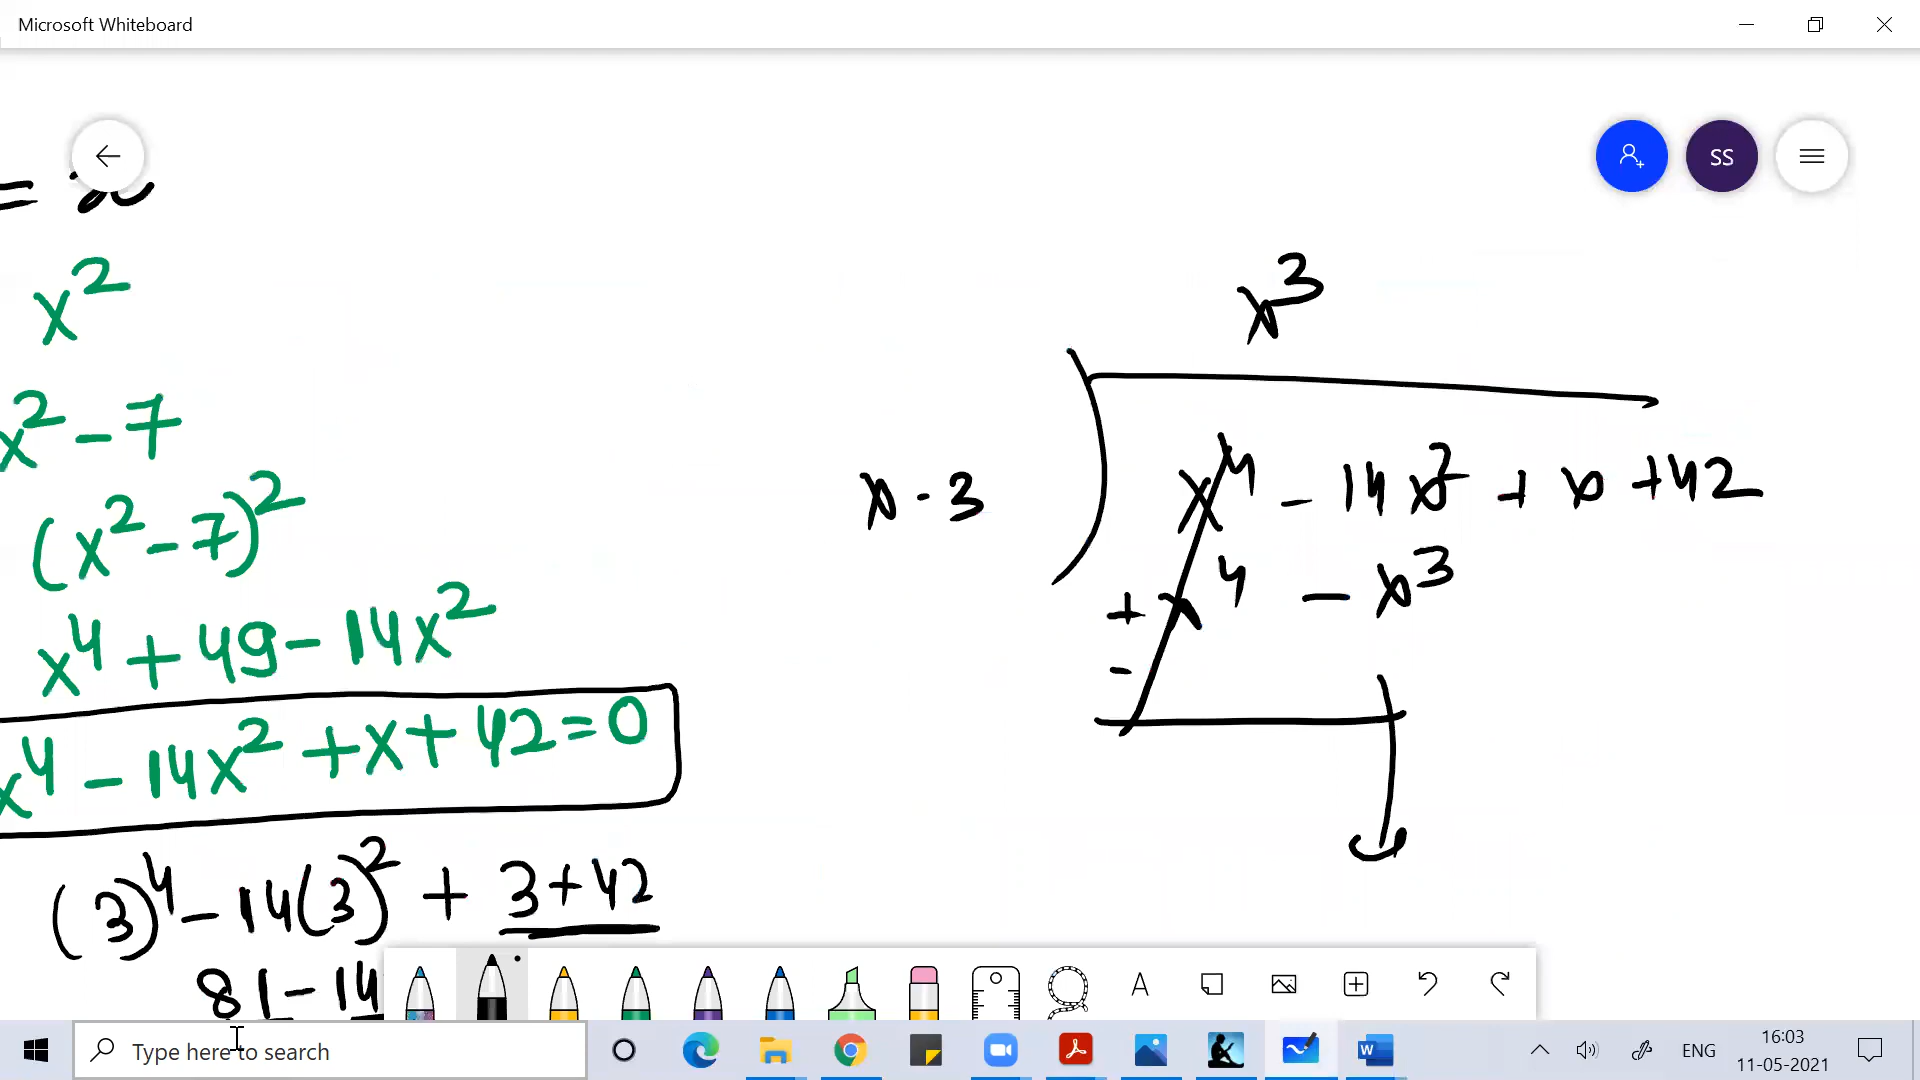 Microsoft Whiteboard
= x
SS
x²
x² - 7
(x² - 7)²
x⁴ + 49 - 14x²
x⁴ - 14x² + x + 42 = 0
(3)⁴ - 14(3)² + 3 + 42
81 - 14
x³
x - 3
x⁴ - 14x² + x + 42
+ x⁴ - x³
-
A
Type here to search
ENG
16:03
11-05-2021